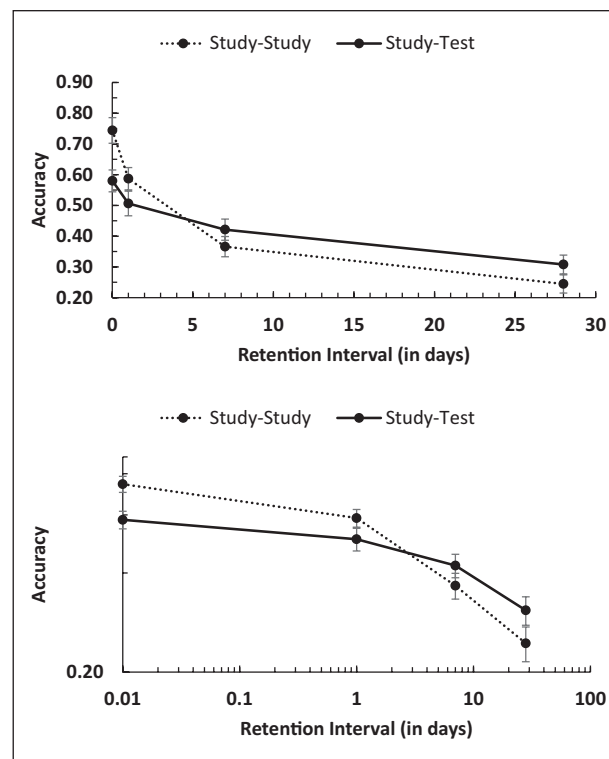 Study-Study Study-Test
0.90
0.80
0.70
0.60
0.50
0.40
0.30
0.20
Accuracy
0 5 10 15 20 25 30
Retention Interval (in days)
Study-Study Study-Test
Accuracy
0.20
0.01 0.1 1 10 100
Retention Interval (in days)